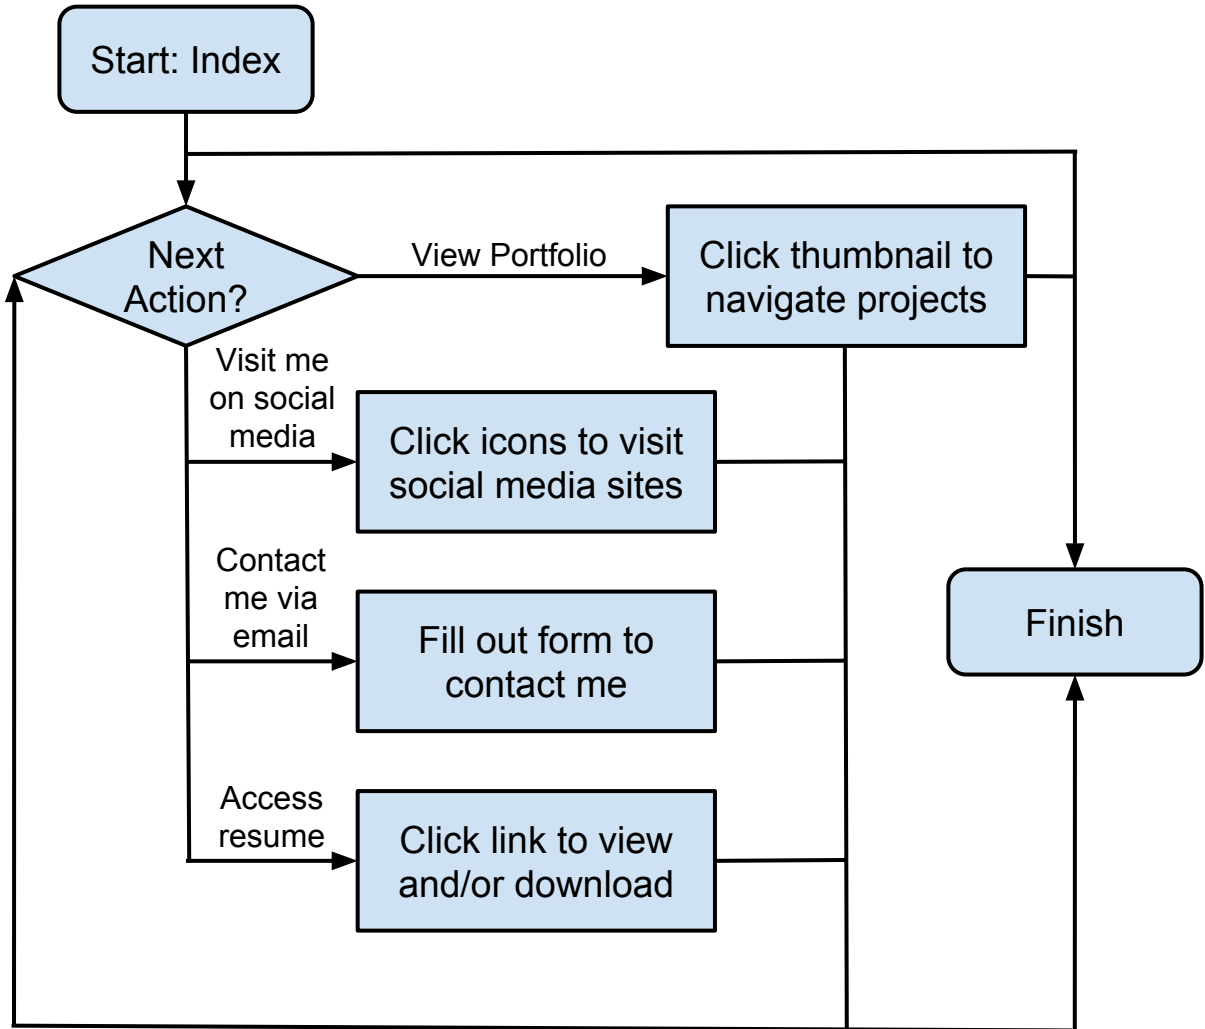 Start: Index
Next
Action?
View Portfolio
Click thumbnail to
navigate projects
Visit me
on social
media
Click icons to visit
social media sites
Contact
me via
email
Fill out form to
contact me
Finish
Access
resume
Click link to view
and/or download